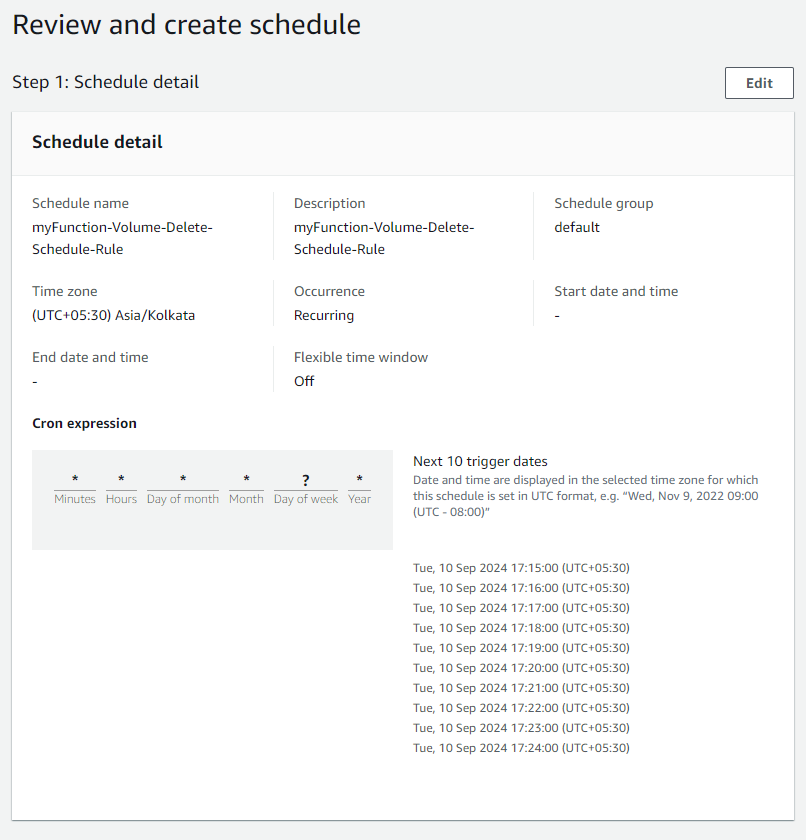 Review and create schedule
Step 1: Schedule detail
Edit
Schedule detail
Schedule name
myFunction-Volume-Delete-
Schedule-Rule
Description
myFunction-Volume-Delete-
Schedule-Rule
Schedule group
default
Time zone
(UTC+05:30) Asia/Kolkata
Occurrence
Recurring
Start date and time
-
End date and time
-
Flexible time window
Off
Cron expression
* * * * ? *
Minutes Hours Day of month Month Day of week Year
Next 10 trigger dates
Date and time are displayed in the selected time zone for which
this schedule is set in UTC format, e.g. “Wed, Nov 9, 2022 09:00
(UTC - 08:00)”
Tue, 10 Sep 2024 17:15:00 (UTC+05:30)
Tue, 10 Sep 2024 17:16:00 (UTC+05:30)
Tue, 10 Sep 2024 17:17:00 (UTC+05:30)
Tue, 10 Sep 2024 17:18:00 (UTC+05:30)
Tue, 10 Sep 2024 17:19:00 (UTC+05:30)
Tue, 10 Sep 2024 17:20:00 (UTC+05:30)
Tue, 10 Sep 2024 17:21:00 (UTC+05:30)
Tue, 10 Sep 2024 17:22:00 (UTC+05:30)
Tue, 10 Sep 2024 17:23:00 (UTC+05:30)
Tue, 10 Sep 2024 17:24:00 (UTC+05:30)